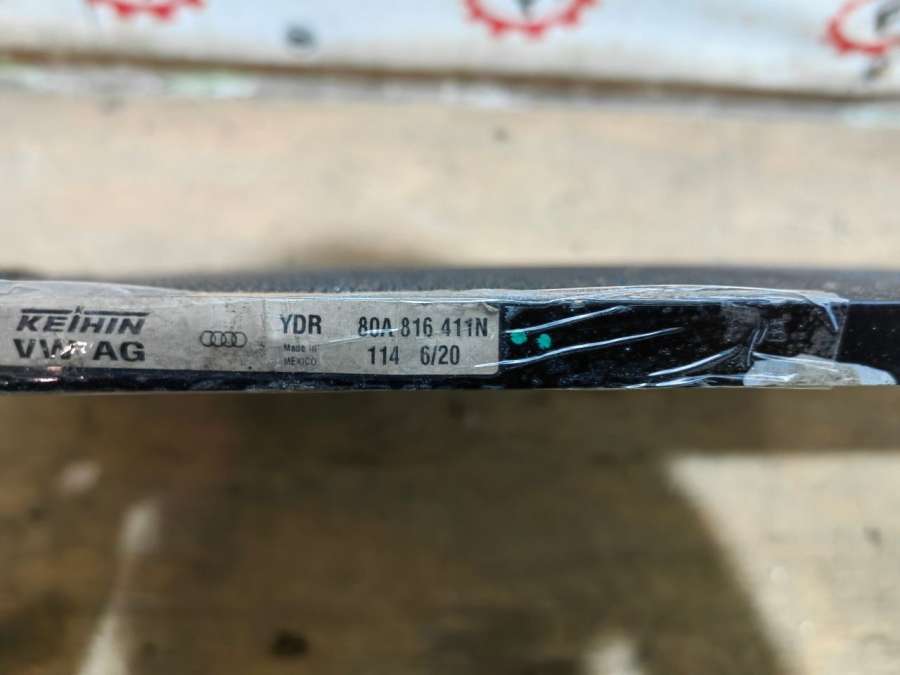 KEIHIN
VW AG
YDR 80A 816 411N
Made in
MEXICO
114 6/20